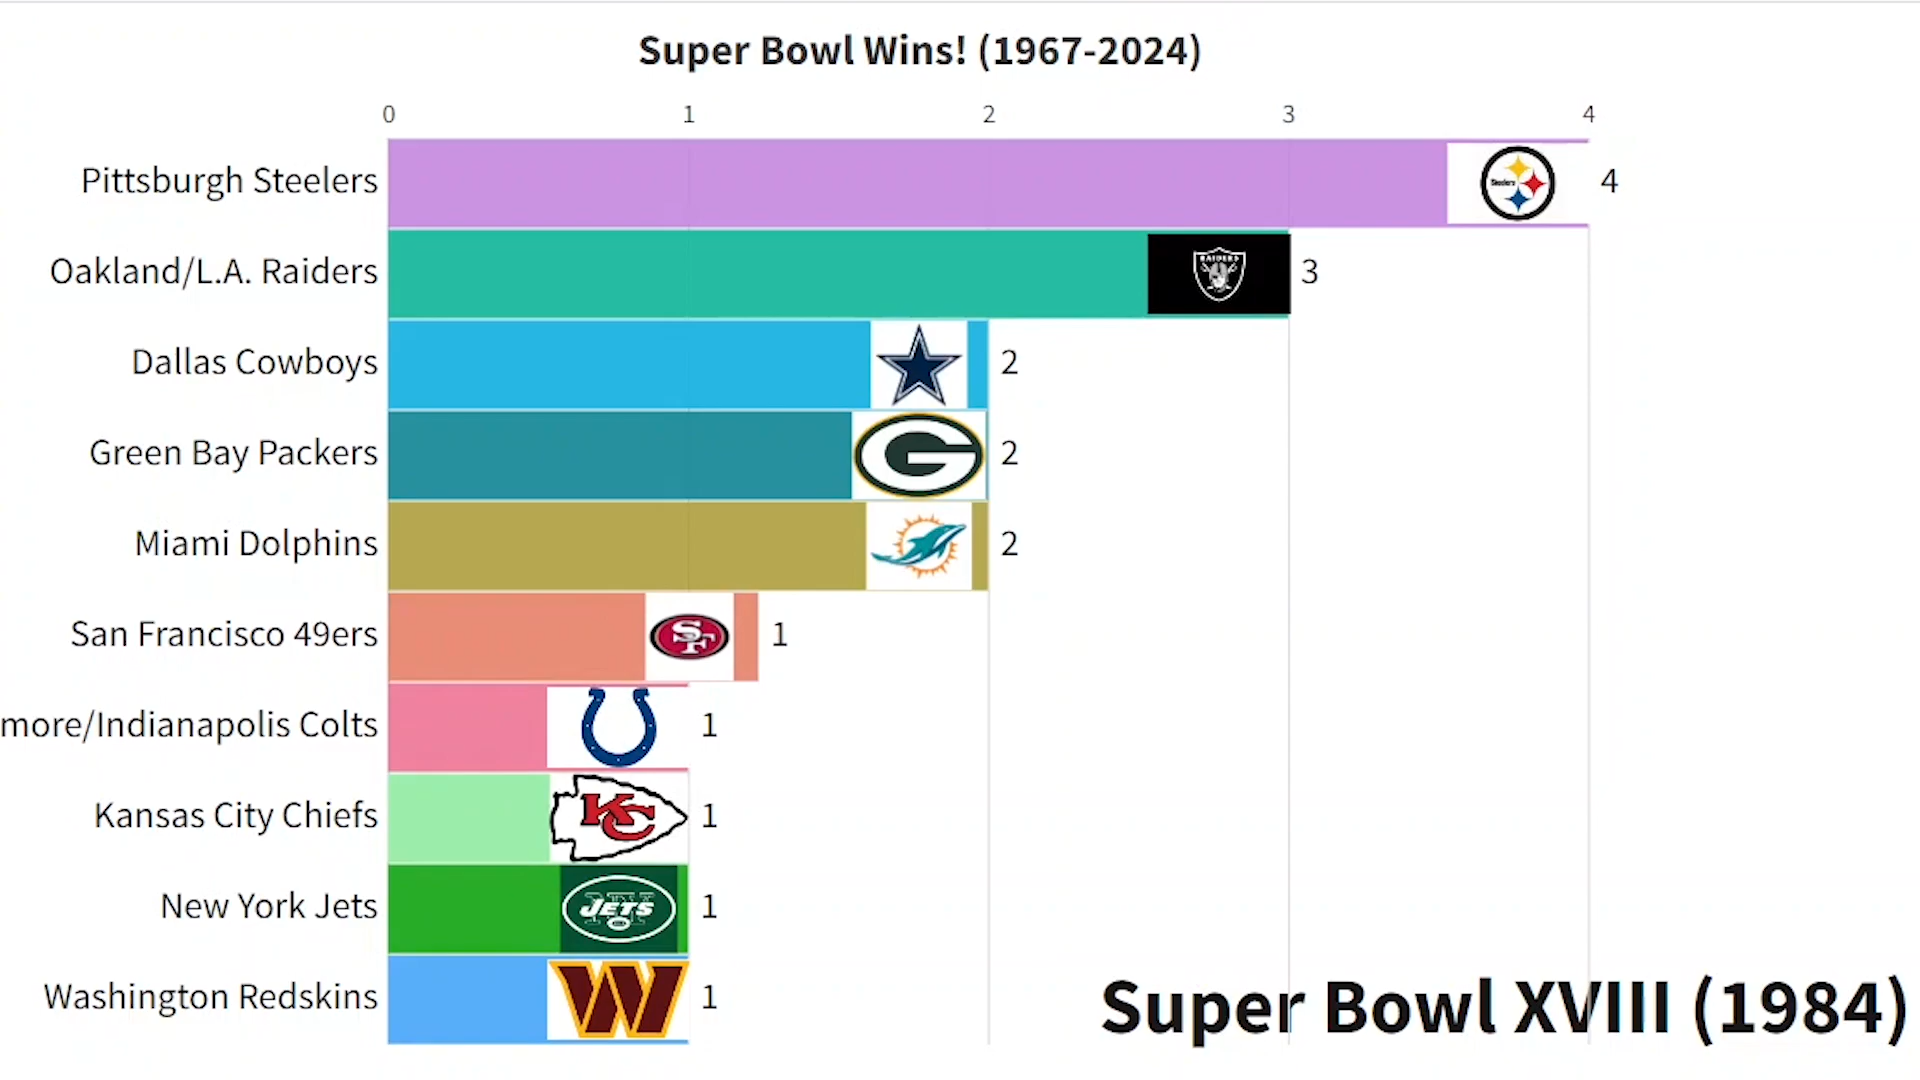 Super Bowl Wins! (1967-2024)
0 1 2 3 4
Pittsburgh Steelers Steelers 4
Oakland/L.A. Raiders RAIDERS 3
Dallas Cowboys 2
Green Bay Packers G 2
Miami Dolphins 2
San Francisco 49ers SF 1
more/Indianapolis Colts 1
Kansas City Chiefs KC 1
New York Jets NY JETS 1
Washington Redskins W 1
Super Bowl XVIII (1984)